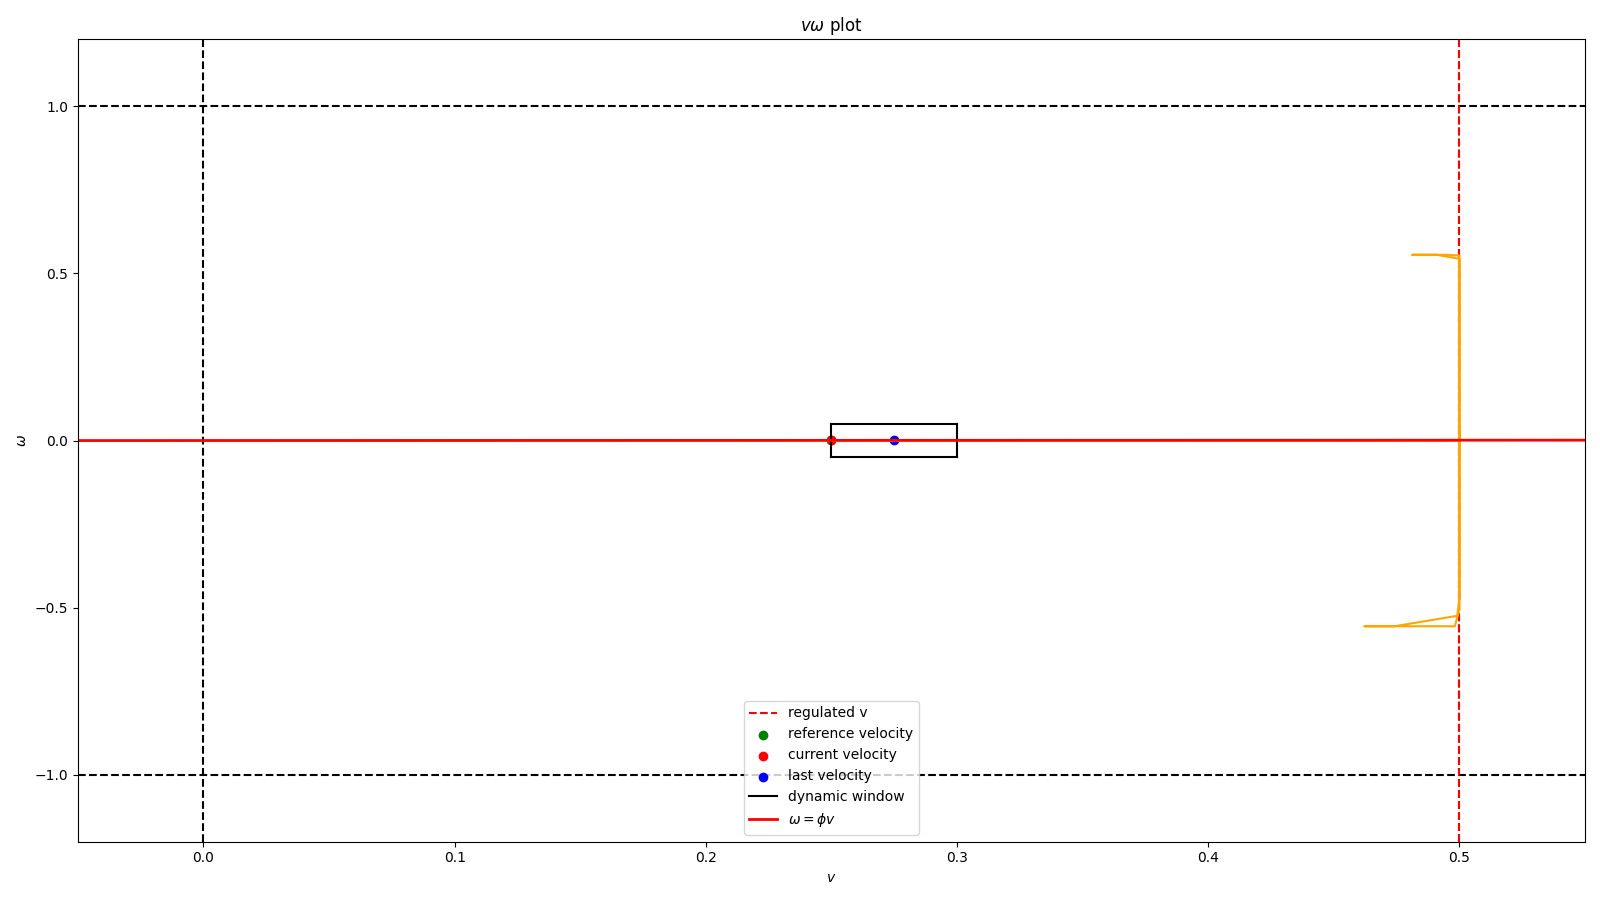 vω plot
1.0
0.5
0.0
−0.5
−1.0
ω
0.0
0.1
0.2
0.3
0.4
0.5
v
regulated v
reference velocity
current velocity
last velocity
dynamic window
ω = ϕv